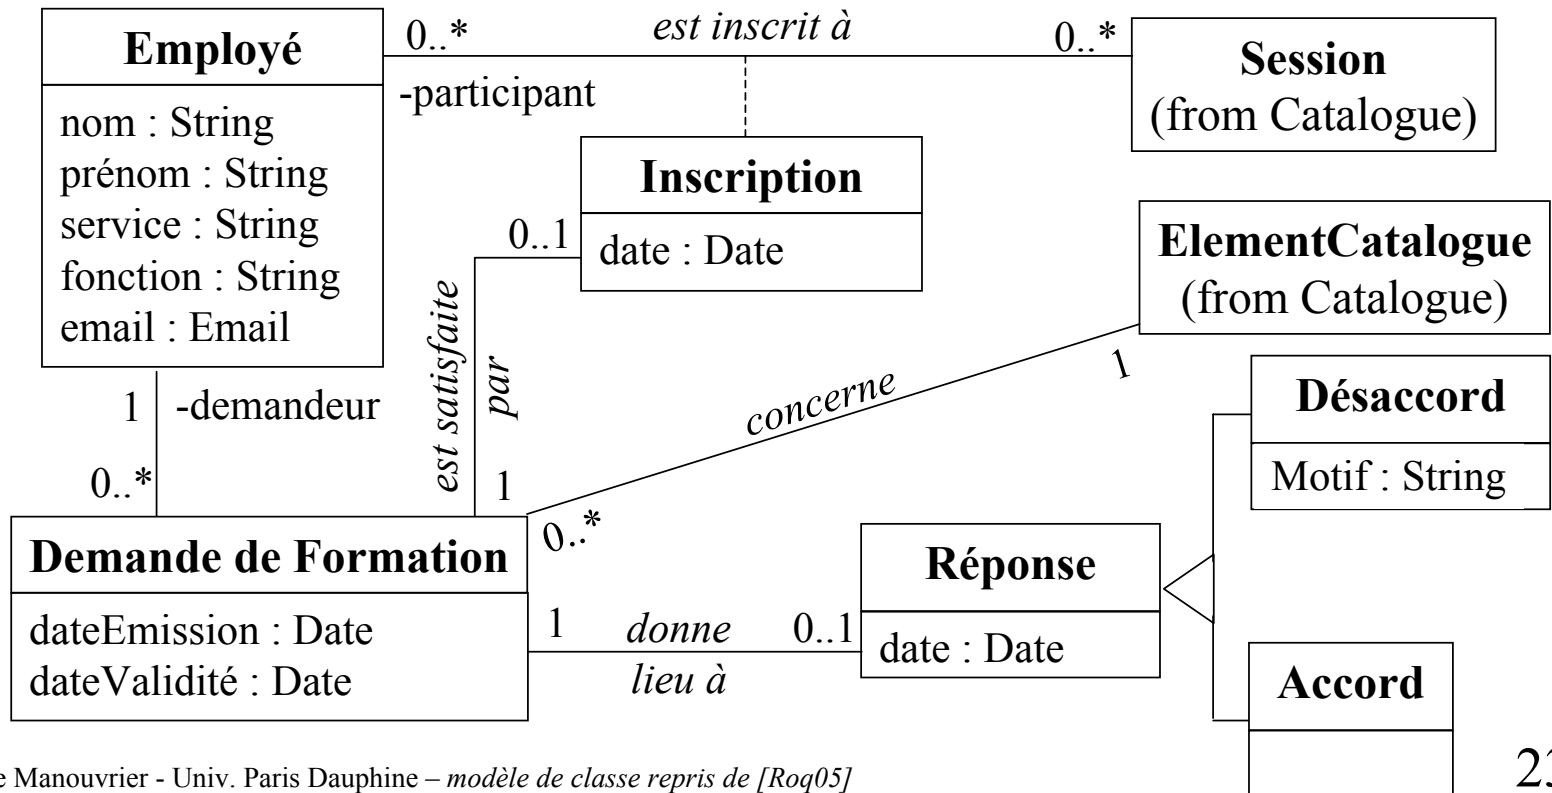 Employé
nom : String
prénom : String
service : String
fonction : String
email : Email
0..*
est inscrit à
0..*
-participant
Session
(from Catalogue)
Inscription
date : Date
0..1
ElementCatalogue
(from Catalogue)
est satisfaite
par
1
1
-demandeur
0..*
concerne
1
0..*
Désaccord
Motif : String
Demande de Formation
dateEmission : Date
dateValidité : Date
1
donne
lieu à
0..1
Réponse
date : Date
Accord
Manouvrier - Univ. Paris Dauphine – modèle de classe repris de [Roq05]